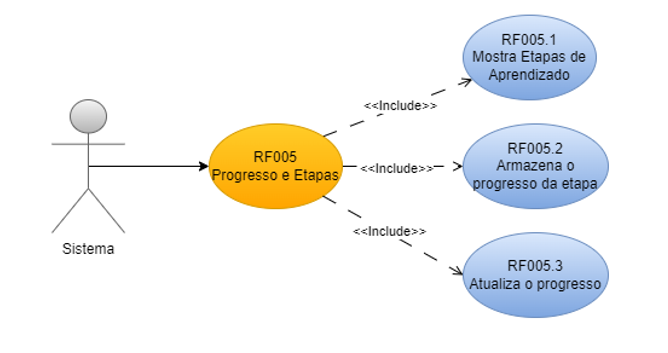 RF005.1
Mostra Etapas de
Aprendizado
<<Include>>
RF005
Progresso e Etapas
<<Include>>
RF005.2
Armazena o
progresso da etapa
<<Include>>
Sistema
RF005.3
Atualiza o progresso